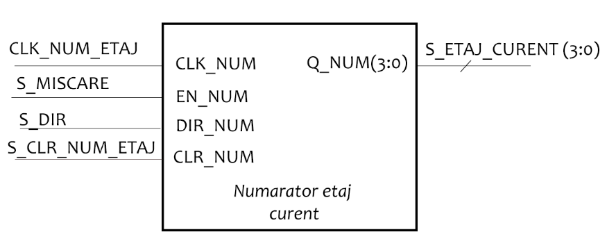 CLK_NUM_ETAJ
S_MISCARE
S_DIR
S_CLR_NUM_ETAJ
CLK_NUM
EN_NUM
DIR_NUM
CLR_NUM
Q_NUM(3:0)
S_ETAJ_CURENT (3:0)
Numarator etaj
curent